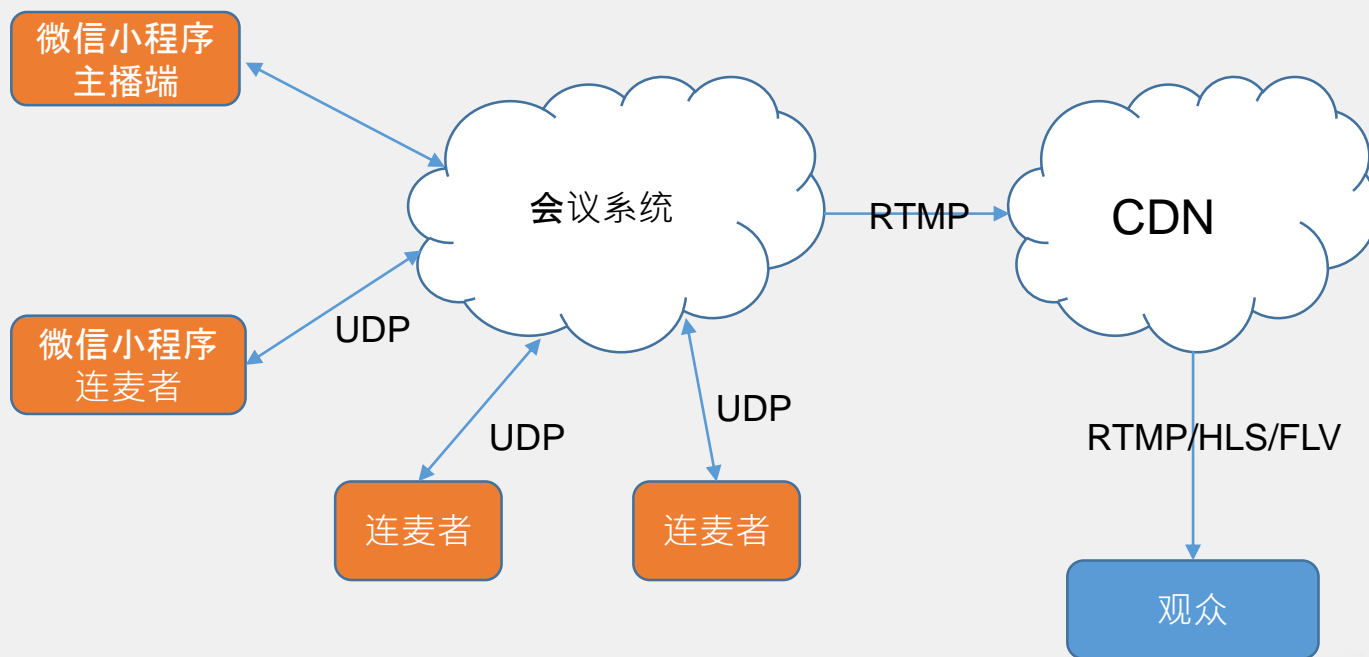 微信小程序
主播端
会议系统
RTMP
CDN
微信小程序
连麦者
UDP
UDP
UDP
RTMP/HLS/FLV
连麦者
连麦者
观众